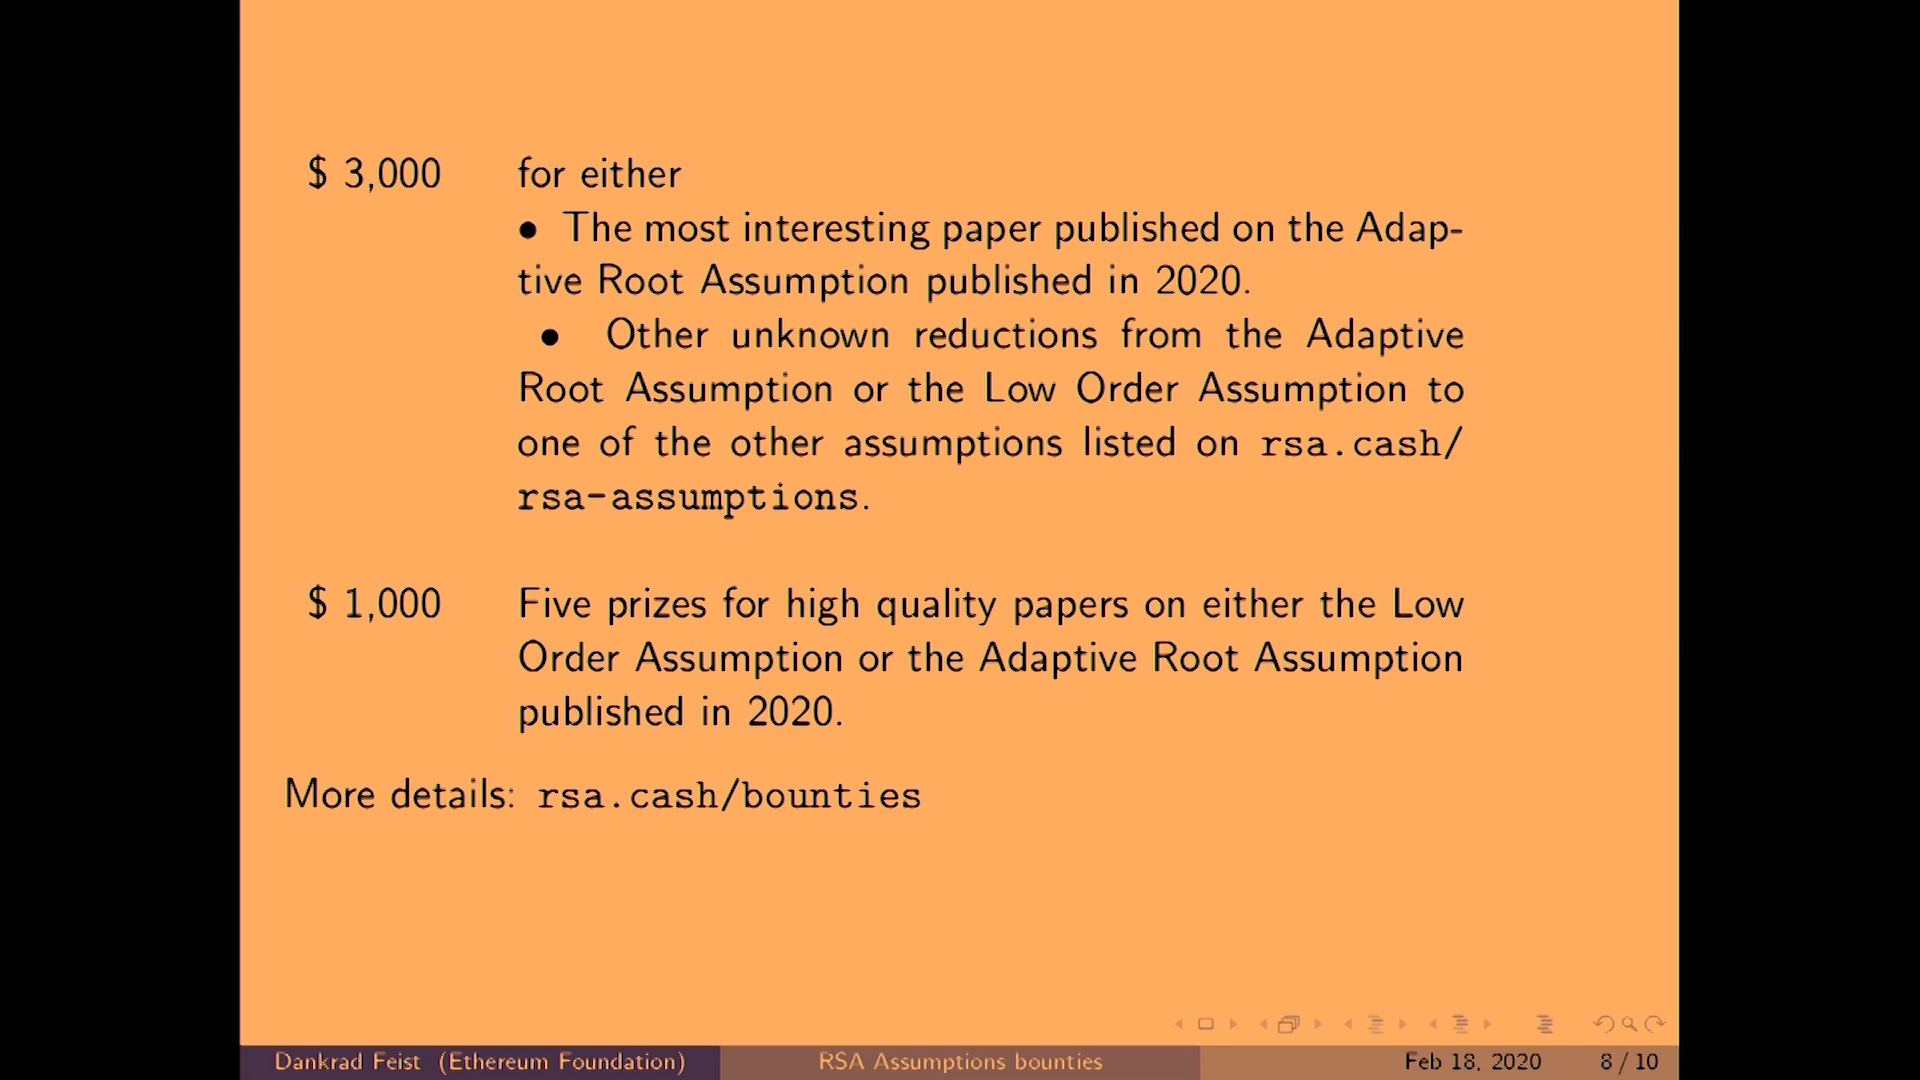 $ 3,000 for either
• The most interesting paper published on the Adap-
tive Root Assumption published in 2020.
• Other unknown reductions from the Adaptive
Root Assumption or the Low Order Assumption to
one of the other assumptions listed on rsa.cash/
rsa-assumptions.
$ 1,000 Five prizes for high quality papers on either the Low
Order Assumption or the Adaptive Root Assumption
published in 2020.
More details: rsa.cash/bounties
Dankrad Feist (Ethereum Foundation) RSA Assumptions bounties Feb 18, 2020 8 / 10